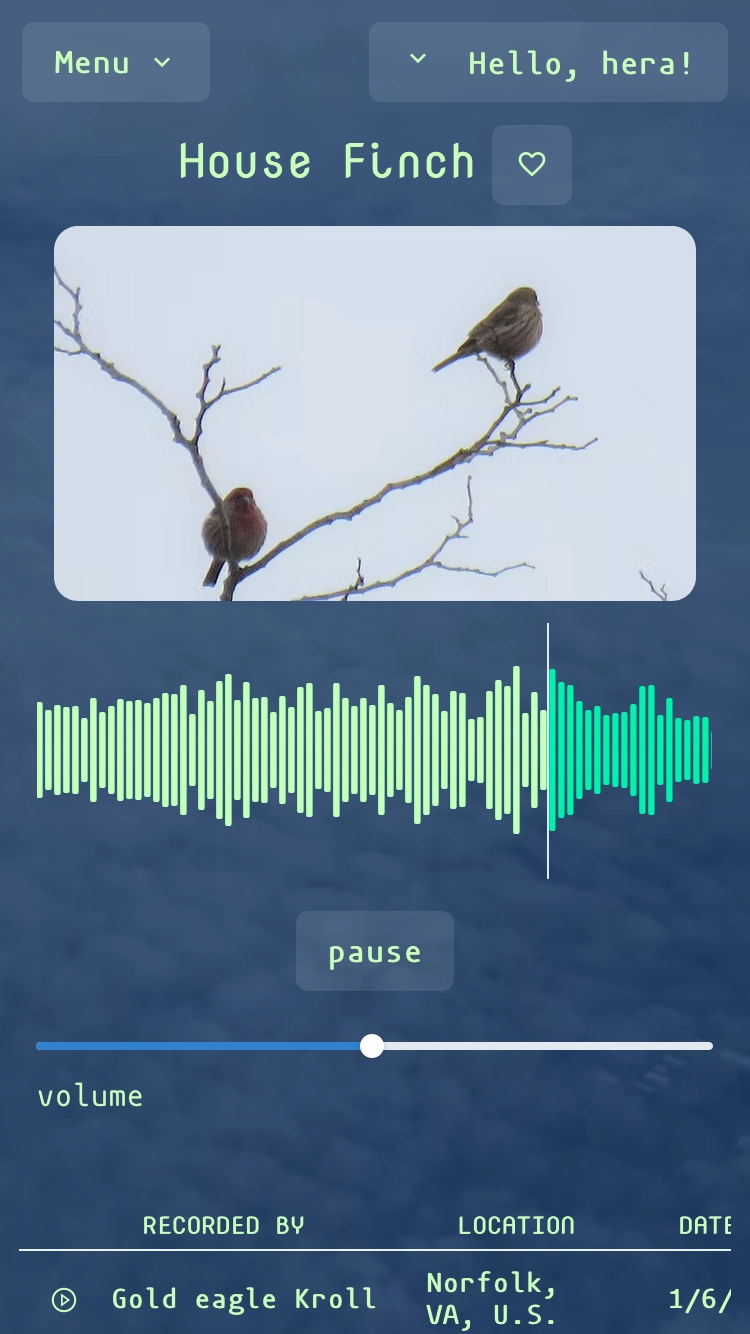 Menu
Hello, hera!
House Finch
pause
volume
RECORDED BY LOCATION DATE
Gold eagle Kroll Norfolk, VA, U.S. 1/6/